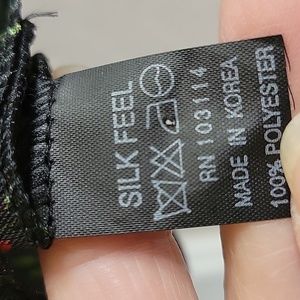 SILK FEEL
RN 103114
MADE IN KOREA
100% POLYESTER